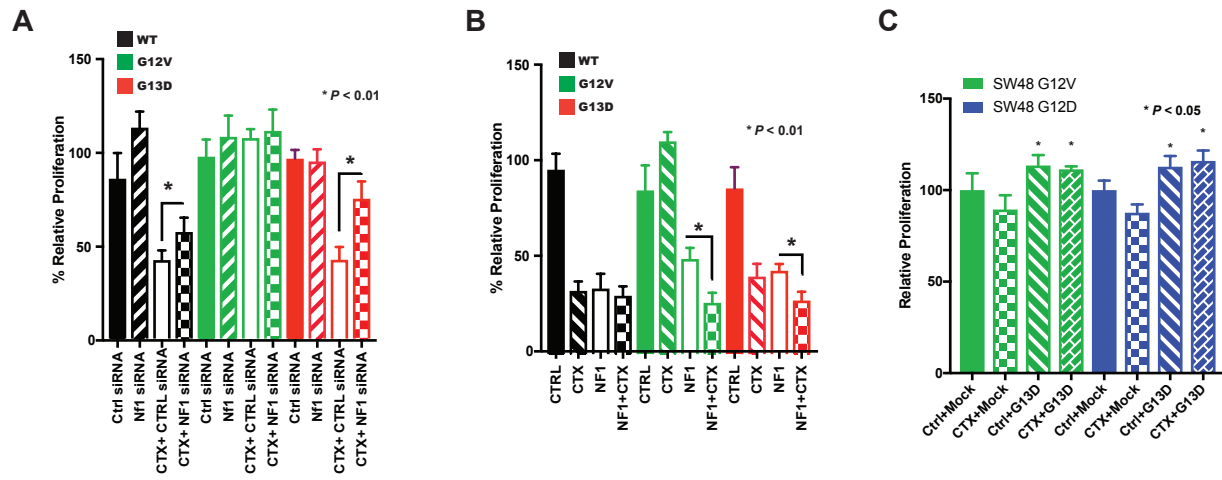 A
WT
G12V
G13D
* P < 0.01
% Relative Proliferation
150
100
50
0
*
*
Ctrl siRNA
Nf1 siRNA
CTX+ CTRL siRNA
CTX+ NF1 siRNA
Ctrl siRNA
Nf1 siRNA
CTX+ CTRL siRNA
CTX+ NF1 siRNA
Ctrl siRNA
Nf1 siRNA
CTX+ CTRL siRNA
CTX+ NF1 siRNA
B
WT
G12V
G13D
* P < 0.01
% Relative Proliferation
150
100
50
0
*
*
CTRL
CTX
NF1
NF1+CTX
CTRL
CTX
NF1
NF1+CTX
CTRL
CTX
NF1
NF1+CTX
C
SW48 G12V
SW48 G12D
* P < 0.05
Relative Proliferation
150
100
50
0
*
*
*
*
Ctrl+Mock
CTX+Mock
Ctrl+G13D
CTX+G13D
Ctrl+Mock
CTX+Mock
Ctrl+G13D
CTX+G13D